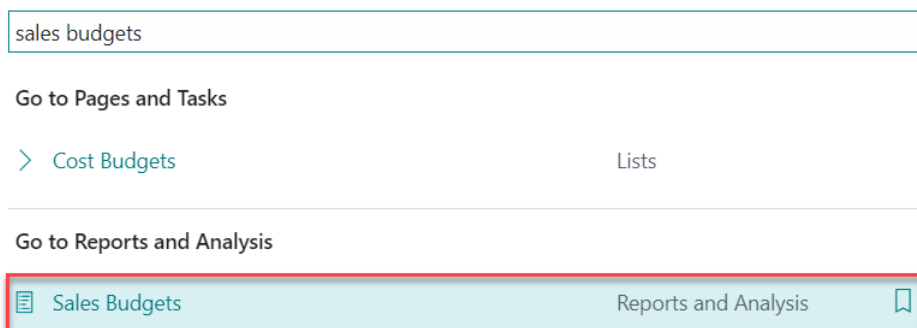 sales budgets
Go to Pages and Tasks
Cost Budgets Lists
Go to Reports and Analysis
Sales Budgets Reports and Analysis